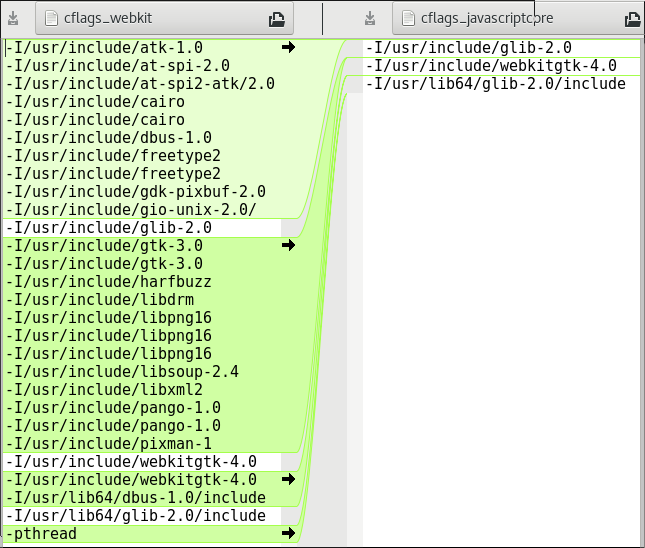 cflags_webkit
cflags_javascriptcore
-I/usr/include/atk-1.0
-I/usr/include/at-spi-2.0
-I/usr/include/at-spi2-atk/2.0
-I/usr/include/cairo
-I/usr/include/cairo
-I/usr/include/dbus-1.0
-I/usr/include/freetype2
-I/usr/include/freetype2
-I/usr/include/gdk-pixbuf-2.0
-I/usr/include/gio-unix-2.0/
-I/usr/include/glib-2.0
-I/usr/include/gtk-3.0
-I/usr/include/gtk-3.0
-I/usr/include/harfbuzz
-I/usr/include/libdrm
-I/usr/include/libpng16
-I/usr/include/libpng16
-I/usr/include/libpng16
-I/usr/include/libsoup-2.4
-I/usr/include/libxml2
-I/usr/include/pango-1.0
-I/usr/include/pango-1.0
-I/usr/include/pixman-1
-I/usr/include/webkitgtk-4.0
-I/usr/include/webkitgtk-4.0
-I/usr/lib64/dbus-1.0/include
-I/usr/lib64/glib-2.0/include
-pthread
-I/usr/include/glib-2.0
-I/usr/include/webkitgtk-4.0
-I/usr/lib64/glib-2.0/include